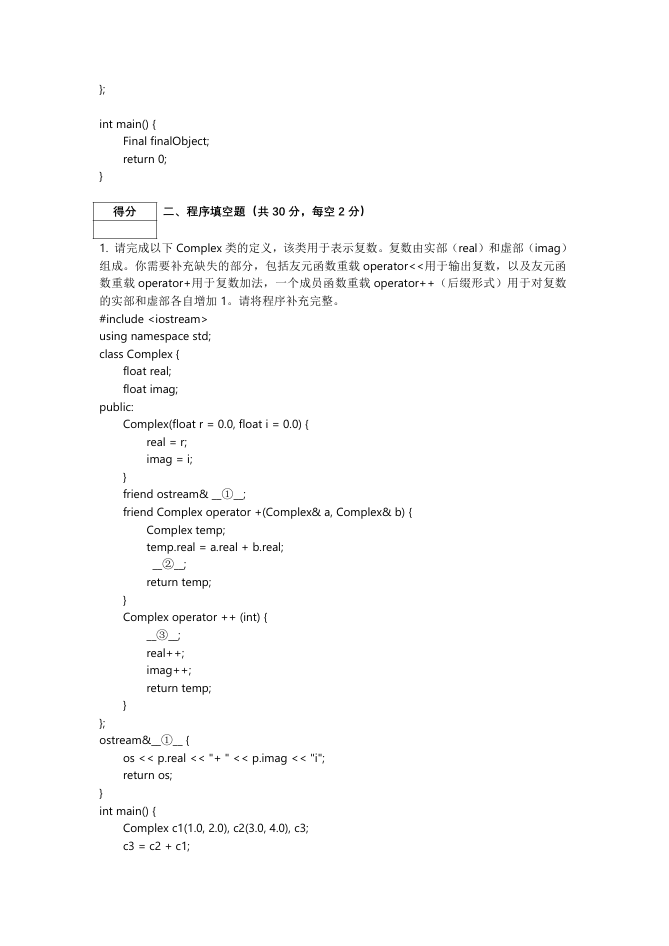 };
int main() {
Final finalObject;
return 0;
}
得分
二、程序填空题（共 30 分，每空 2 分）
1. 请完成以下 Complex 类的定义，该类用于表示复数。复数由实部（real）和虚部（imag）
组成。你需要补充缺失的部分，包括友元函数重载 operator<<用于输出复数，以及友元函
数重载 operator+用于复数加法，一个成员函数重载 operator++（后缀形式）用于对复数
的实部和虚部各自增加 1。请将程序补充完整。
#include <iostream>
using namespace std;
class Complex {
float real;
float imag;
public:
Complex(float r = 0.0, float i = 0.0) {
real = r;
imag = i;
}
friend ostream& __①__;
friend Complex operator +(Complex& a, Complex& b) {
Complex temp;
temp.real = a.real + b.real;
__②__;
return temp;
}
Complex operator ++ (int) {
__③__;
real++;
imag++;
return temp;
}
};
ostream&__①__ {
os << p.real << "+ " << p.imag << "i";
return os;
}
int main() {
Complex c1(1.0, 2.0), c2(3.0, 4.0), c3;
c3 = c2 + c1;